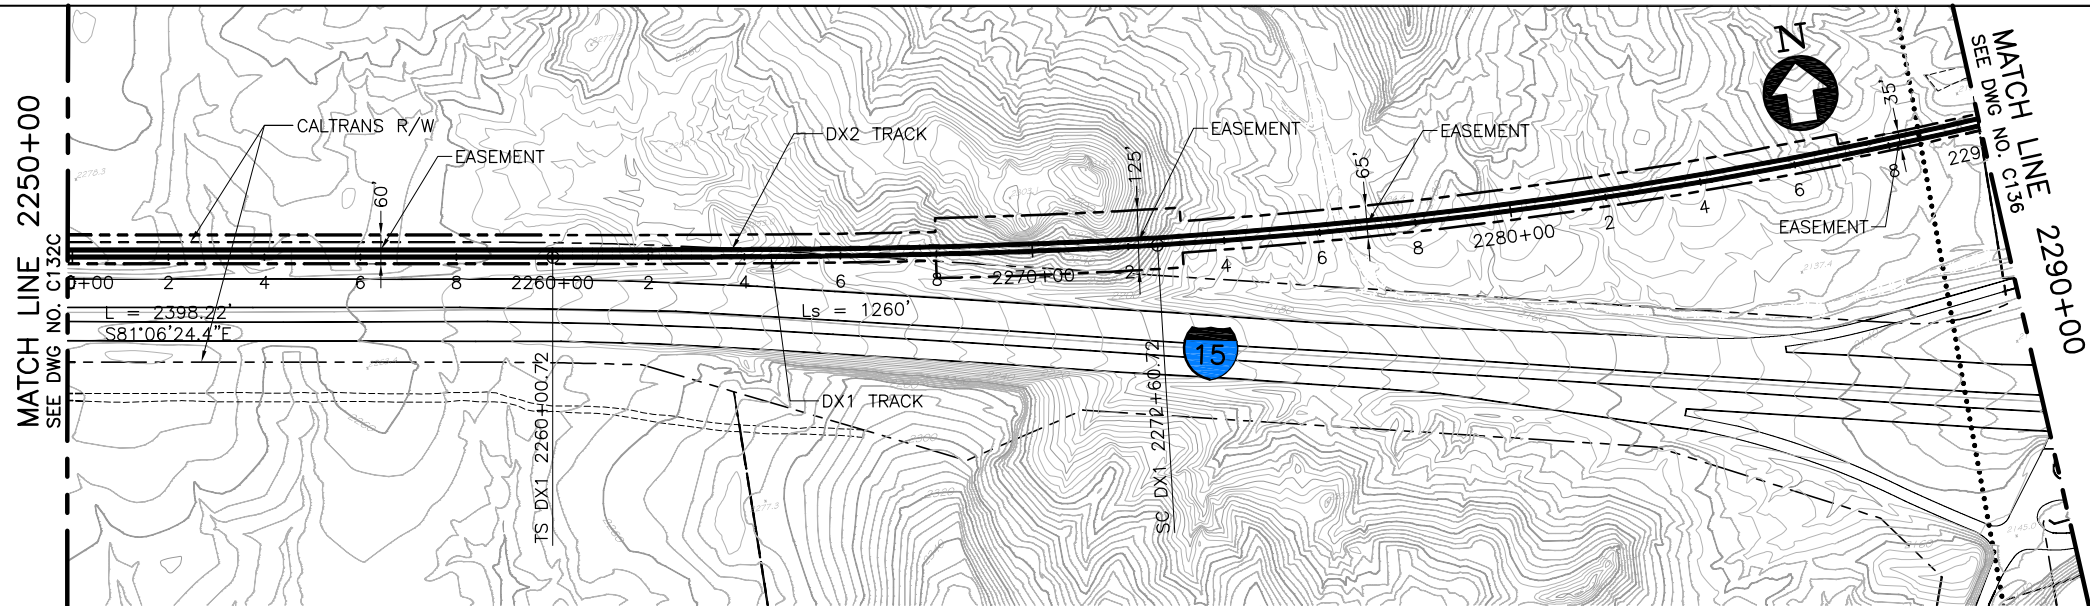 MATCH LINE 2250+00
SEE DWG NO. C132C
CALTRANS R/W
EASEMENT
60'
DX2 TRACK
125'
EASEMENT
65'
EASEMENT
N
35'
EASEMENT
MATCH LINE 2290+00
SEE DWG NO. C136
0+00 2 4 6 8 2260+00 2 4 6 8 2270+00 2 4 6 8 2280+00 2 4 6 8 229
L = 2398.22'
S81°06'24.4"E
Ls = 1260'
15
DX1 TRACK
TS DX1 2260+00.72
SC DX1 2272+60.72